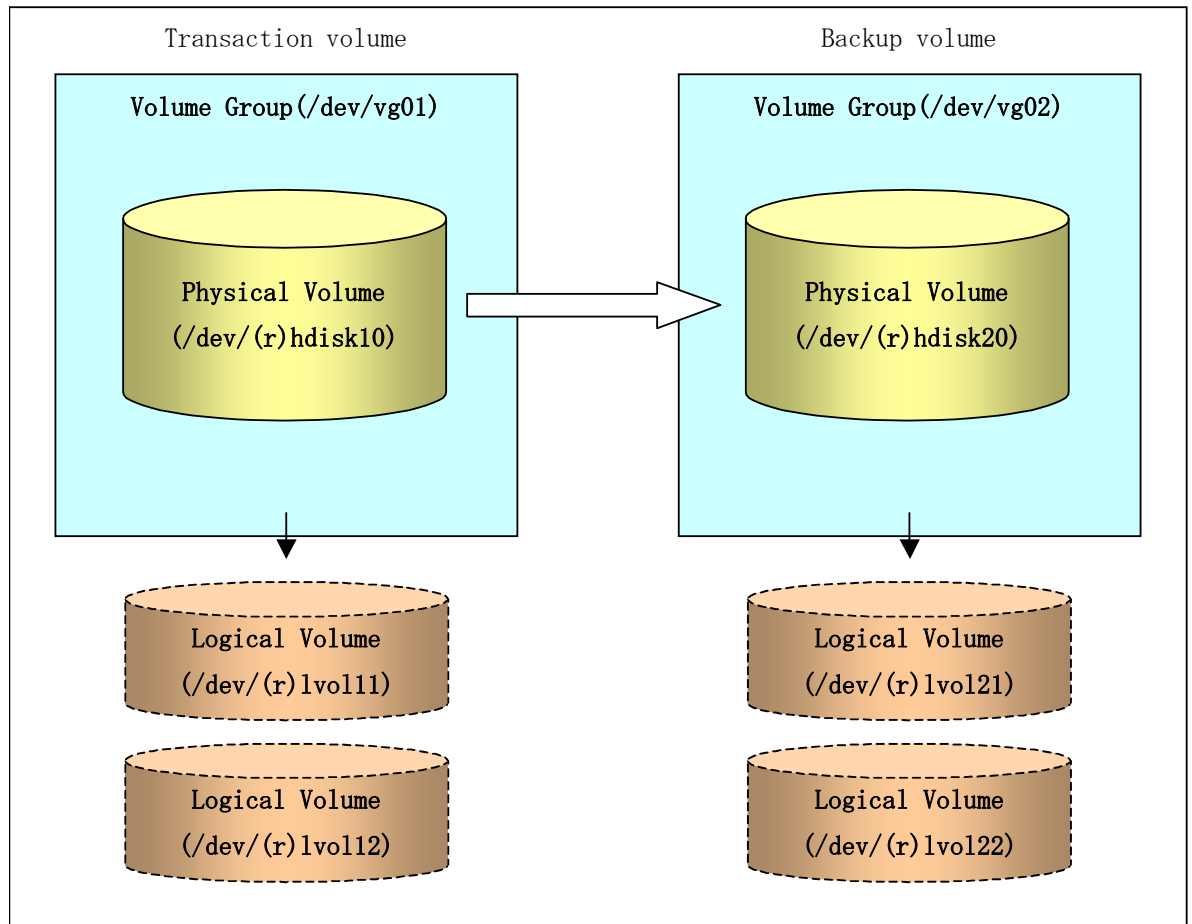 Transaction volume
Volume Group(/dev/vg01)
Physical Volume
(/dev/(r)hdisk10)
Logical Volume
(/dev/(r)lvol11)
Logical Volume
(/dev/(r)lvol12)
Backup volume
Volume Group(/dev/vg02)
Physical Volume
(/dev/(r)hdisk20)
Logical Volume
(/dev/(r)lvol21)
Logical Volume
(/dev/(r)lvol22)